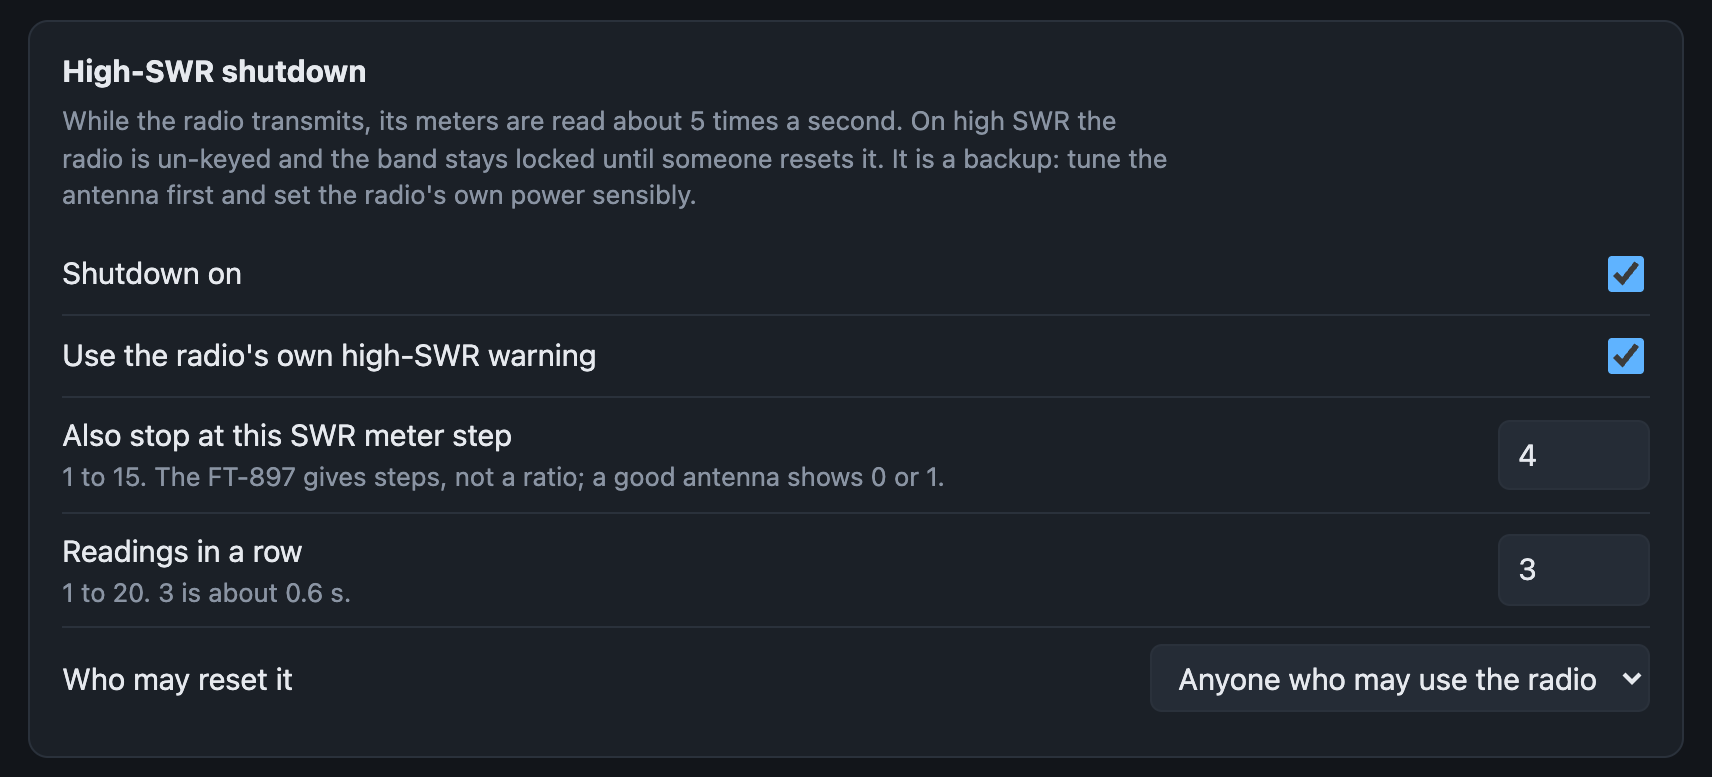 High-SWR shutdown
While the radio transmits, its meters are read about 5 times a second. On high SWR the
radio is un-keyed and the band stays locked until someone resets it. It is a backup: tune the
antenna first and set the radio's own power sensibly.
Shutdown on
Use the radio's own high-SWR warning
Also stop at this SWR meter step
1 to 15. The FT-897 gives steps, not a ratio; a good antenna shows 0 or 1.
4
Readings in a row
1 to 20. 3 is about 0.6 s.
3
Who may reset it
Anyone who may use the radio